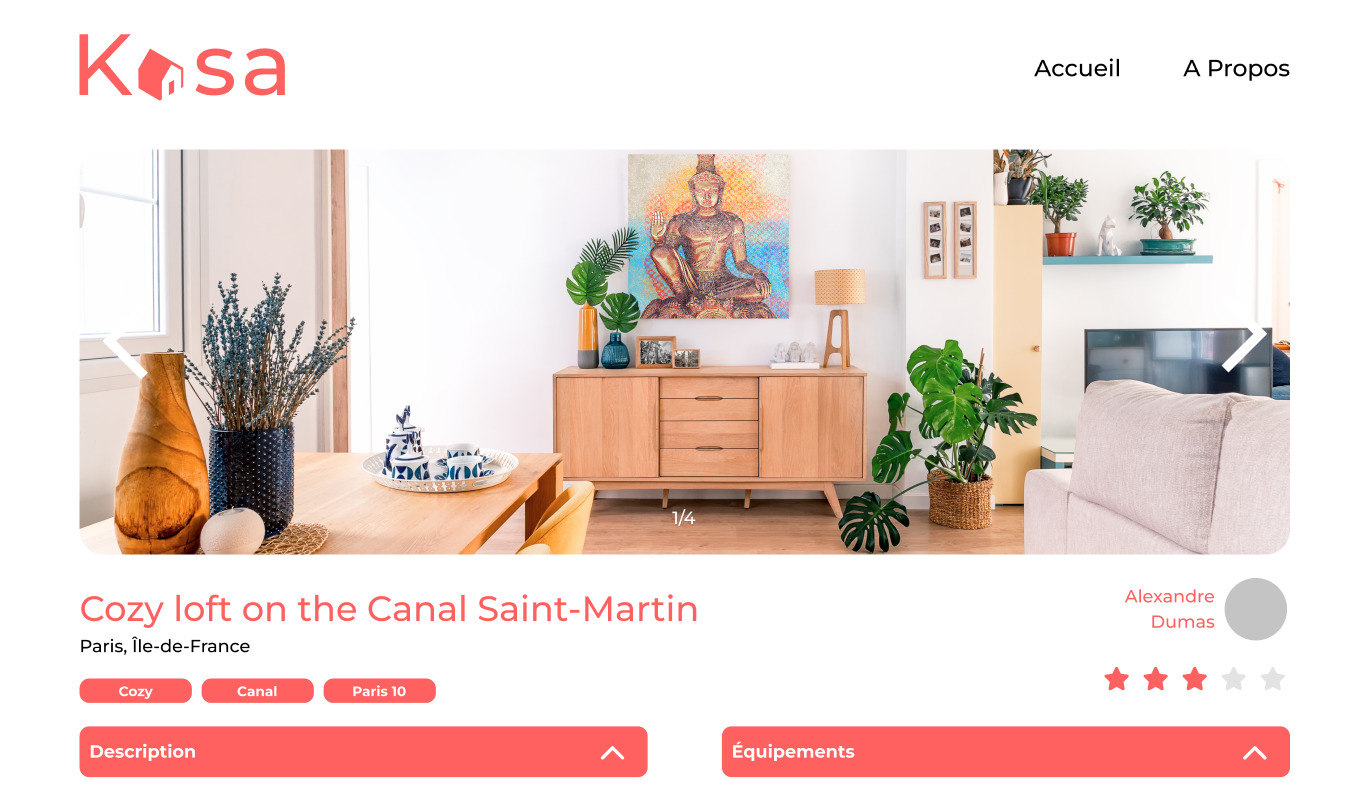 Kasa
Accueil
A Propos
1/4
Cozy loft on the Canal Saint-Martin
Paris, Île-de-France
Alexandre
Dumas
Cozy
Canal
Paris 10
Description
Équipements